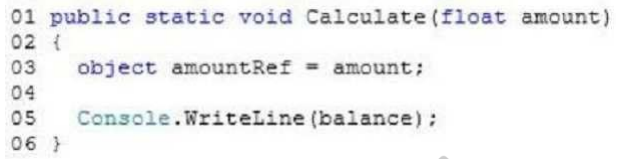 01 public static void Calculate(float amount)
02 {
03 object amountRef = amount;
04
05 Console.WriteLine(balance);
06 }